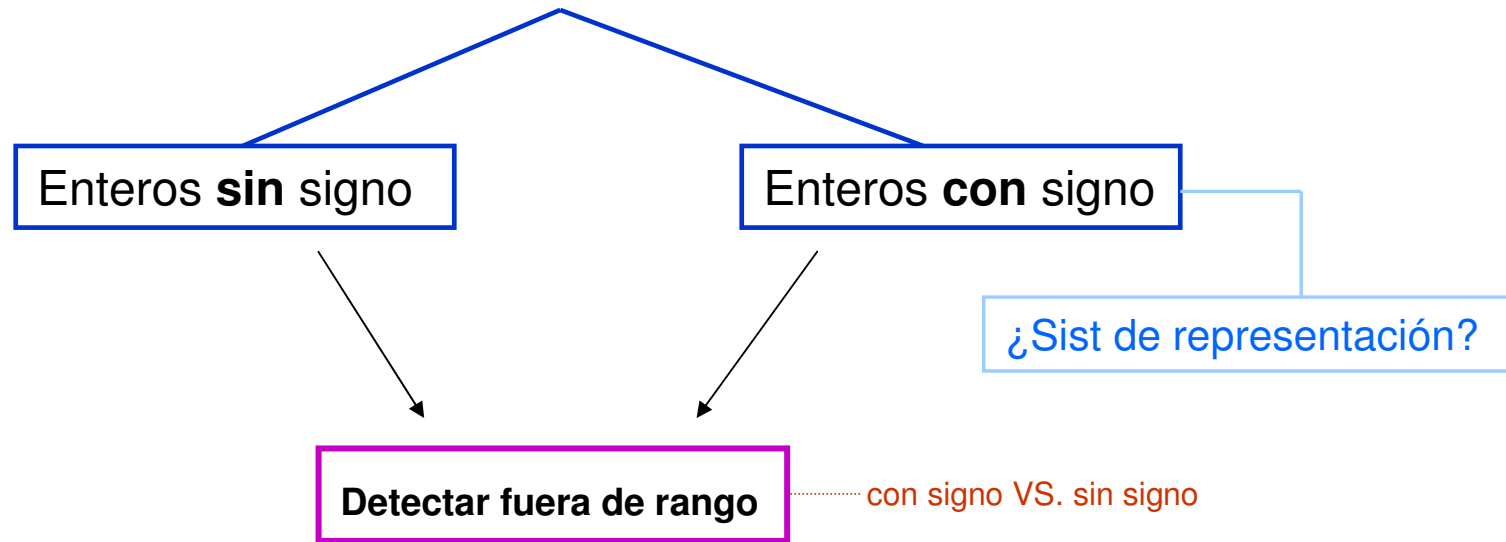 Enteros sin signo
Enteros con signo
¿Sist de representación?
Detectar fuera de rango
con signo VS. sin signo